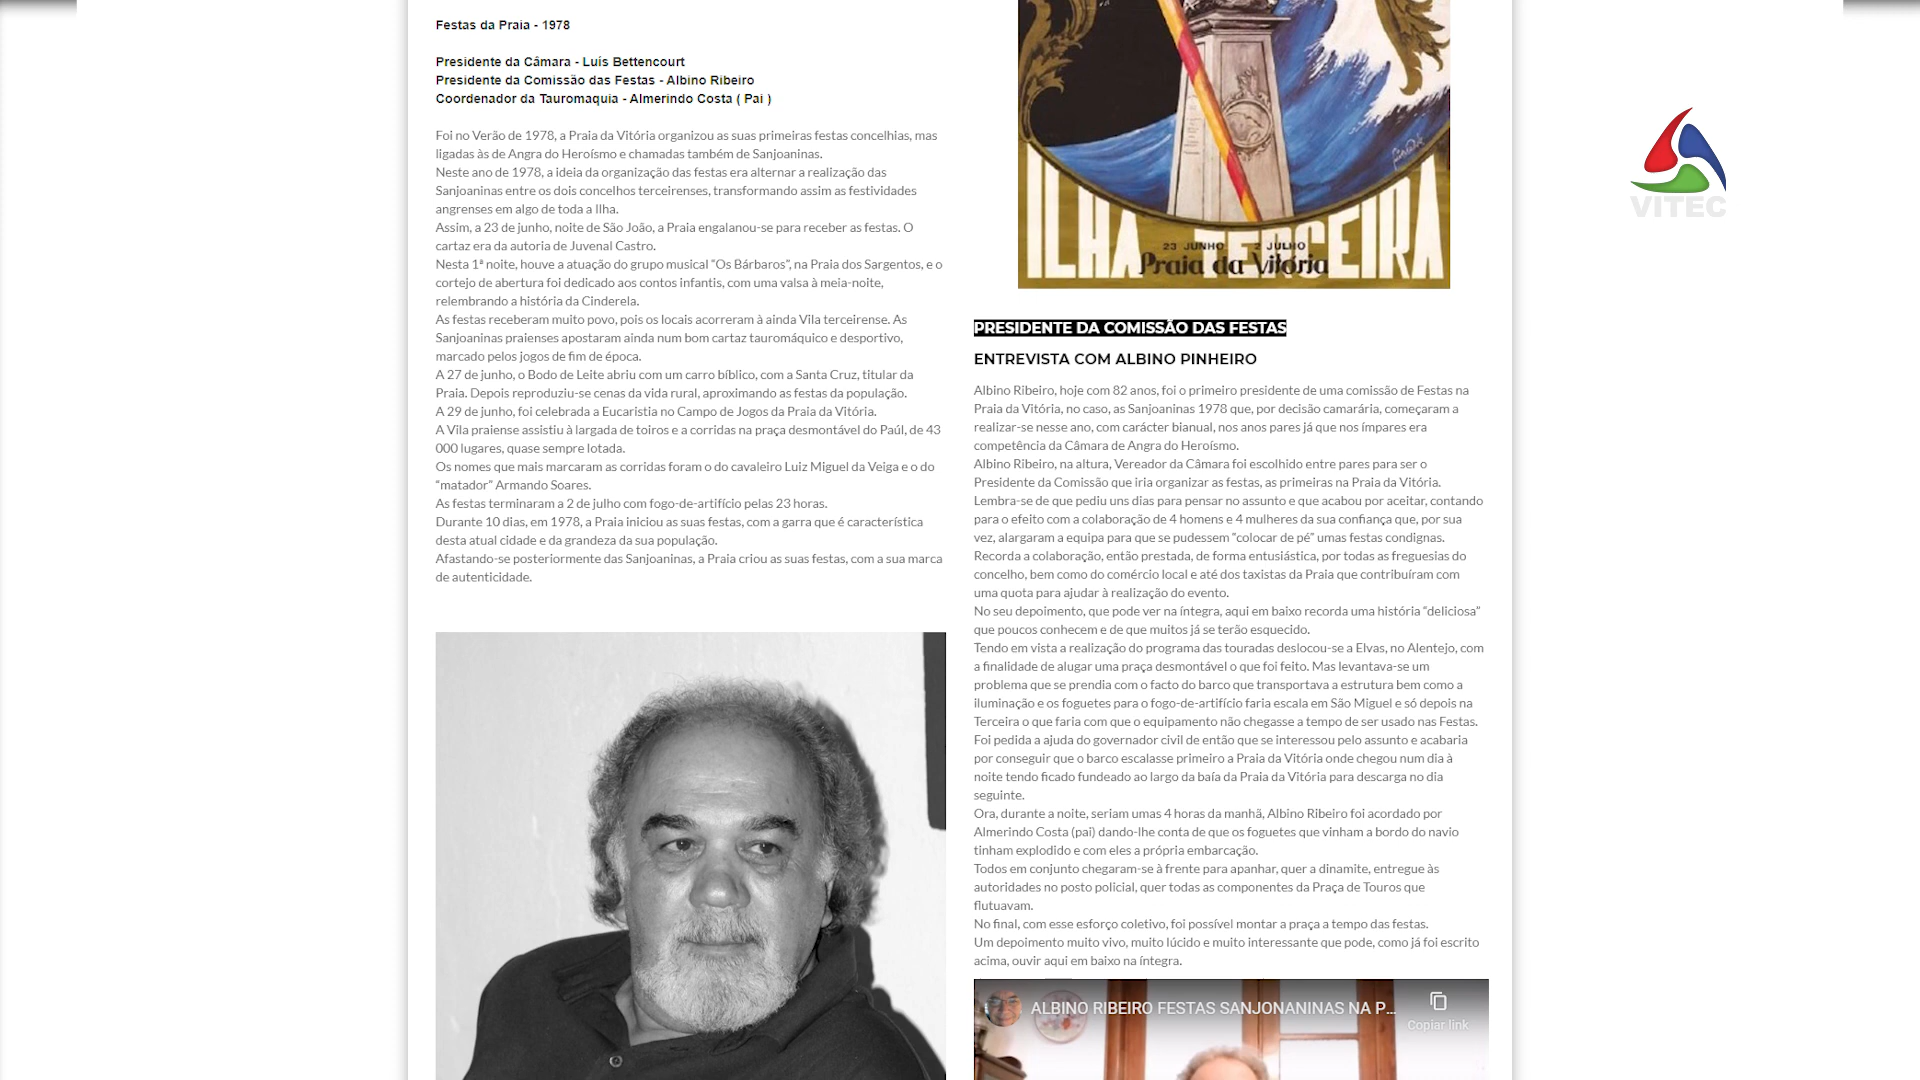 Festas da Praia - 1978
Presidente da Câmara - Luís Bettencourt
Presidente da Comissão das Festas - Albino Ribeiro
Coordenador da Tauromaquia - Almerindo Costa ( Pai )
Foi no Verão de 1978, a Praia da Vitória organizou as suas primeiras festas concelhias, mas
ligadas às de Angra do Heroísmo e chamadas também de Sanjoaninas.
Neste ano de 1978, a ideia da organização das festas era alternar a realização das
Sanjoaninas entre os dois concelhos terceirenses, transformando assim as festividades
angrenses em algo de toda a Ilha.
Assim, a 23 de junho, noite de São João, a Praia engalanou-se para receber as festas. O
cartaz era da autoria de Juvenal Castro.
Nesta 1ª noite, houve a atuação do grupo musical “Os Bárbaros”, na Praia dos Sargentos, e o
cortejo de abertura foi dedicado aos contos infantis, com uma valsa à meia-noite,
relembrando a história da Cinderela.
As festas receberam muito povo, pois os locais acorreram à ainda Vila terceirense. As
Sanjoaninas praienses apostaram ainda num bom cartaz tauromáquico e desportivo,
marcado pelos jogos de fim de época.
A 27 de junho, o Bodo de Leite abriu com um carro bíblico, com a Santa Cruz, titular da
Praia. Depois reproduziu-se cenas da vida rural, aproximando as festas da população.
A 29 de junho, foi celebrada a Eucaristia no Campo de Jogos da Praia da Vitória.
A Vila praiense assistiu à largada de toiros e a corridas na praça desmontável do Paúl, de 43
000 lugares, quase sempre lotada.
Os nomes que mais marcaram as corridas foram o do cavaleiro Luiz Miguel da Veiga e o do
“matador” Armando Soares.
As festas terminaram a 2 de julho com fogo-de-artifício pelas 23 horas.
Durante 10 dias, em 1978, a Praia iniciou as suas festas, com a garra que é característica
desta atual cidade e da grandeza da sua população.
Afastando-se posteriormente das Sanjoaninas, a Praia criou as suas festas, com a sua marca
de autenticidade.
ILHA TERCEIRA
23 JUNHO 2 JULHO
Praia da Vitória
PRESIDENTE DA COMISSÃO DAS FESTAS
ENTREVISTA COM ALBINO PINHEIRO
Albino Ribeiro, hoje com 82 anos, foi o primeiro presidente de uma comissão de Festas na
Praia da Vitória, no caso, as Sanjoaninas 1978 que, por decisão camarária, começaram a
realizar-se nesse ano, com carácter bianual, nos anos pares já que nos ímpares era
competência da Câmara de Angra do Heroísmo.
Albino Ribeiro, na altura, Vereador da Câmara foi escolhido entre pares para ser o
Presidente da Comissão que iria organizar as festas, as primeiras na Praia da Vitória.
Lembra-se de que pediu uns dias para pensar no assunto e que acabou por aceitar, contando
para o efeito com a colaboração de 4 homens e 4 mulheres da sua confiança que, por sua
vez, alargaram a equipa para que se pudessem "colocar de pé" umas festas condignas.
Recorda a colaboração, então prestada, de forma entusiástica, por todas as freguesias do
concelho, bem como do comércio local e até dos taxistas da Praia que contribuíram com
uma quota para ajudar à realização do evento.
No seu depoimento, que pode ver na íntegra, aqui em baixo recorda uma história “deliciosa”
que poucos conhecem e de que muitos já se terão esquecido.
Tendo em vista a realização do programa das touradas deslocou-se a Elvas, no Alentejo, com
a finalidade de alugar uma praça desmontável o que foi feito. Mas levantava-se um
problema que se prendia com o facto do barco que transportava a estrutura bem como a
iluminação e os foguetes para o fogo-de-artifício faria escala em São Miguel e só depois na
Terceira o que faria com que o equipamento não chegasse a tempo de ser usado nas Festas.
Foi pedida a ajuda do governador civil de então que se interessou pelo assunto e acabaria
por conseguir que o barco escalasse primeiro a Praia da Vitória onde chegou num dia à
noite tendo ficado fundeado ao largo da baía da Praia da Vitória para descarga no dia
seguinte.
Ora, durante a noite, seriam umas 4 horas da manhã, Albino Ribeiro foi acordado por
Almerindo Costa (pai) dando-lhe conta de que os foguetes que vinham a bordo do navio
tinham explodido e com eles a própria embarcação.
Todos em conjunto chegaram-se à frente para apanhar, quer a dinamite, entregue às
autoridades no posto policial, quer todas as componentes da Praça de Touros que
flutuavam.
No final, com esse esforço coletivo, foi possível montar a praça a tempo das festas.
Um depoimento muito vivo, muito lúcido e muito interessante que pode, como já foi escrito
acima, ouvir aqui em baixo na íntegra.
ALBINO RIBEIRO FESTAS SANJONANINAS NA P...
Copiar link
VITEC